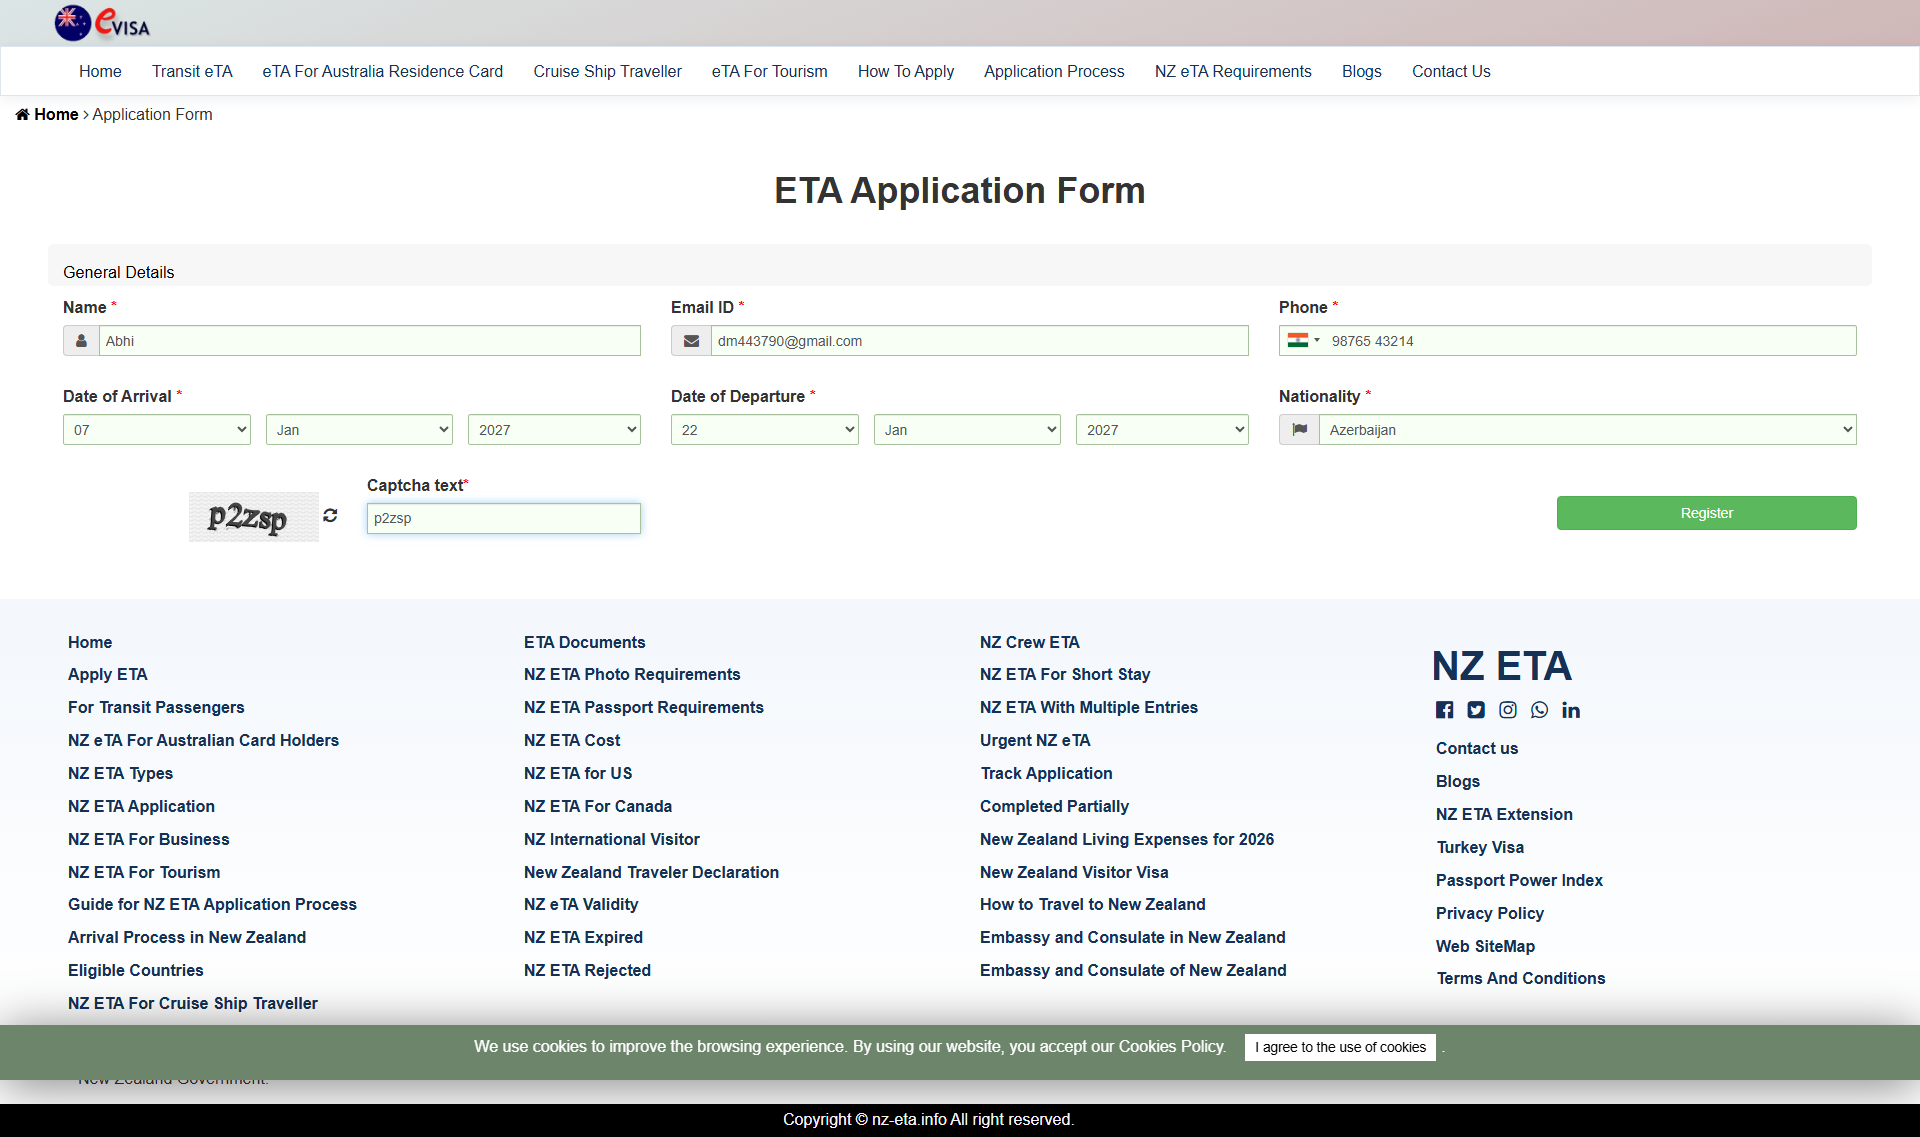 eVISA
Home Transit eTA eTA For Australia Residence Card Cruise Ship Traveller eTA For Tourism How To Apply Application Process NZ eTA Requirements Blogs Contact Us
Home > Application Form
ETA Application Form
General Details
Name * Email ID * Phone *
Abhi dm443790@gmail.com 98765 43214
Date of Arrival * Date of Departure * Nationality *
07 Jan 2027 22 Jan 2027 Azerbaijan
Captcha text*
p2zsp p2zsp Register
Home
Apply ETA
For Transit Passengers
NZ eTA For Australian Card Holders
NZ ETA Types
NZ ETA Application
NZ ETA For Business
NZ ETA For Tourism
Guide for NZ ETA Application Process
Arrival Process in New Zealand
Eligible Countries
NZ ETA For Cruise Ship Traveller
ETA Documents
NZ ETA Photo Requirements
NZ ETA Passport Requirements
NZ ETA Cost
NZ ETA for US
NZ ETA For Canada
NZ International Visitor
New Zealand Traveler Declaration
NZ eTA Validity
NZ ETA Expired
NZ ETA Rejected
NZ Crew ETA
NZ ETA For Short Stay
NZ ETA With Multiple Entries
Urgent NZ eTA
Track Application
Completed Partially
New Zealand Living Expenses for 2026
New Zealand Visitor Visa
How to Travel to New Zealand
Embassy and Consulate in New Zealand
Embassy and Consulate of New Zealand
NZ ETA
Contact us
Blogs
NZ ETA Extension
Turkey Visa
Passport Power Index
Privacy Policy
Web SiteMap
Terms And Conditions
We use cookies to improve the browsing experience. By using our website, you accept our Cookies Policy. I agree to the use of cookies .
New Zealand Government.
Copyright © nz-eta.info All right reserved.